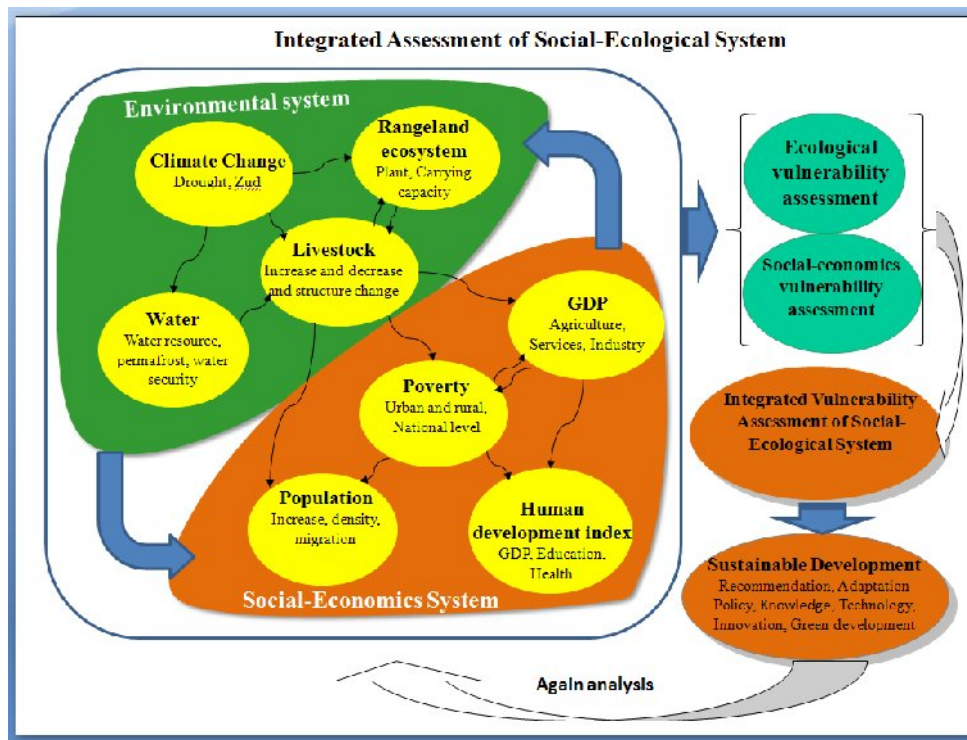 Integrated Assessment of Social-Ecological System
Environmental system
Climate Change
Drought, Zud
Rangeland
ecosystem
Plant, Carrying
capacity
Livestock
Increase and decrease
and structure change
Water
Water resource,
permafrost, water
security
GDP
Agriculture,
Services, Industry
Poverty
Urban and rural,
National level
Population
Increase, density,
migration
Human
development index
GDP, Education,
Health
Social-Economics System
Ecological
vulnerability
assessment
Social-economics
vulnerability
assessment
Integrated Vulnerability
Assessment of Social-
Ecological System
Sustainable Development
Recommendation, Adaptation
Policy, Knowledge, Technology,
Innovation, Green development
Again analysis